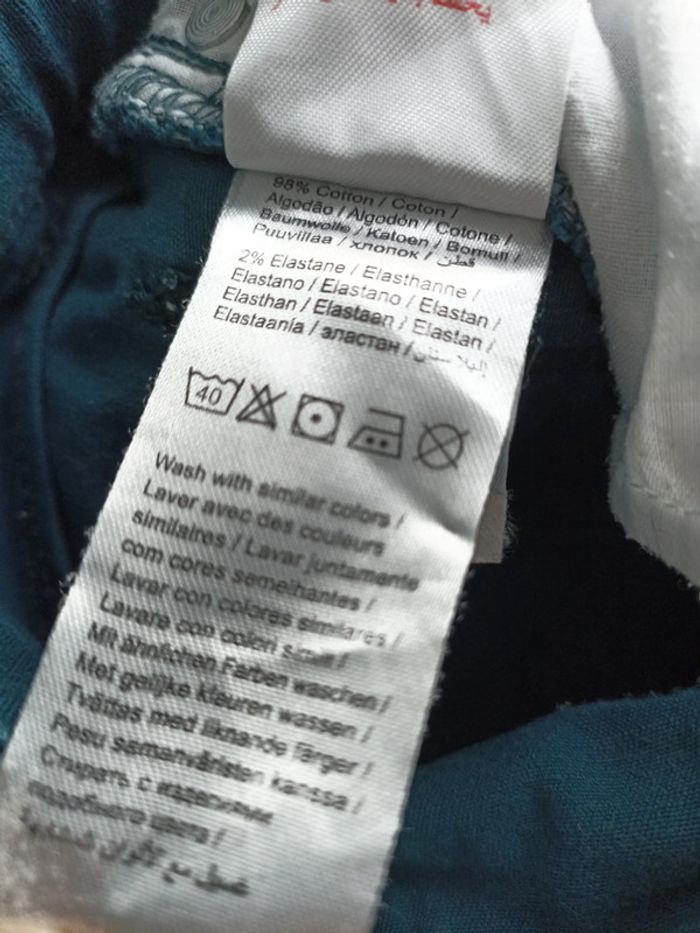 98% Cotton / Coton /
Algodão / Algodón / Cotone /
Baumwolle / Katoen / Bomull /
Puuvillaa / хлопок / قطن
2% Elastane / Elasthanne /
Elastano / Elastano / Elastan /
Elasthan / Elastaan / Elastan /
Elastaania / эластан /
40
Wash with similar colors /
Laver avec des couleurs
similaires / Lavar juntamente
com cores semelhantes /
Lavar con colores similares /
Lavare con colori simili /
Mit ähnlichen Farben waschen /
Met gelijke kleuren wassen /
Tvättas med liknande färger /
Pesu samanväristen kanssa /
Стирать с изделиями
подобного цвета /